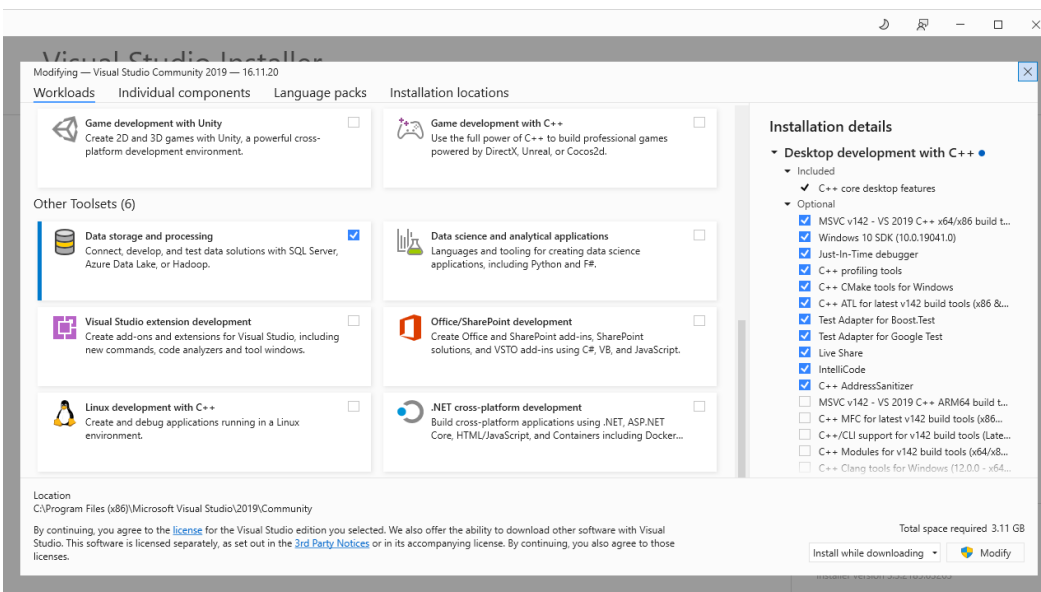 Visual Studio Installer
Modifying — Visual Studio Community 2019 — 16.11.20
Workloads
Individual components
Language packs
Installation locations
Game development with Unity
Create 2D and 3D games with Unity, a powerful cross-
platform development environment.
Game development with C++
Use the full power of C++ to build professional games
powered by DirectX, Unreal, or Cocos2d.
Other Toolsets (6)
Data storage and processing
Connect, develop, and test data solutions with SQL Server,
Azure Data Lake, or Hadoop.
Data science and analytical applications
Languages and tooling for creating data science
applications, including Python and F#.
Visual Studio extension development
Create add-ons and extensions for Visual Studio, including
new commands, code analyzers and tool windows.
Office/SharePoint development
Create Office and SharePoint add-ins, SharePoint
solutions, and VSTO add-ins using C#, VB, and JavaScript.
Linux development with C++
Create and debug applications running in a Linux
environment.
.NET cross-platform development
Build cross-platform applications using .NET, ASP.NET
Core, HTML/JavaScript, and Containers including Docker...
Installation details
Desktop development with C++
Included
C++ core desktop features
Optional
MSVC v142 - VS 2019 C++ x64/x86 build t...
Windows 10 SDK (10.0.19041.0)
Just-In-Time debugger
C++ profiling tools
C++ CMake tools for Windows
C++ ATL for latest v142 build tools (x86 &...
Test Adapter for Boost.Test
Test Adapter for Google Test
Live Share
IntelliCode
C++ AddressSanitizer
MSVC v142 - VS 2019 C++ ARM64 build t...
C++ MFC for latest v142 build tools (x86...
C++/CLI support for v142 build tools (Late...
C++ Modules for v142 build tools (x64/x8...
C++ Clang tools for Windows (12.0.0 - x64...
Location
C:\Program Files (x86)\Microsoft Visual Studio\2019\Community
By continuing, you agree to the license for the Visual Studio edition you selected. We also offer the ability to download other software with Visual
Studio. This software is licensed separately, as set out in the 3rd Party Notices or in its accompanying license. By continuing, you also agree to those
licenses.
Total space required 3.11 GB
Install while downloading
Modify